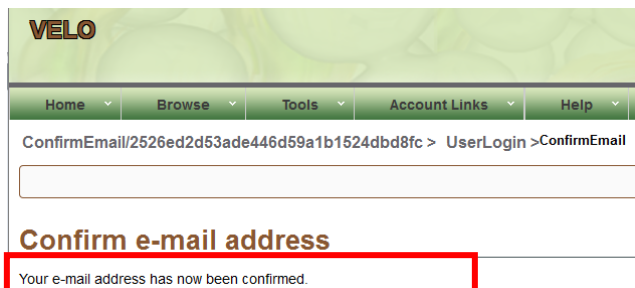 VELO
Home Browse Tools Account Links Help
ConfirmEmail/2526ed2d53ade446d59a1b1524dbd8fc > UserLogin >ConfirmEmail
Confirm e-mail address
Your e-mail address has now been confirmed.